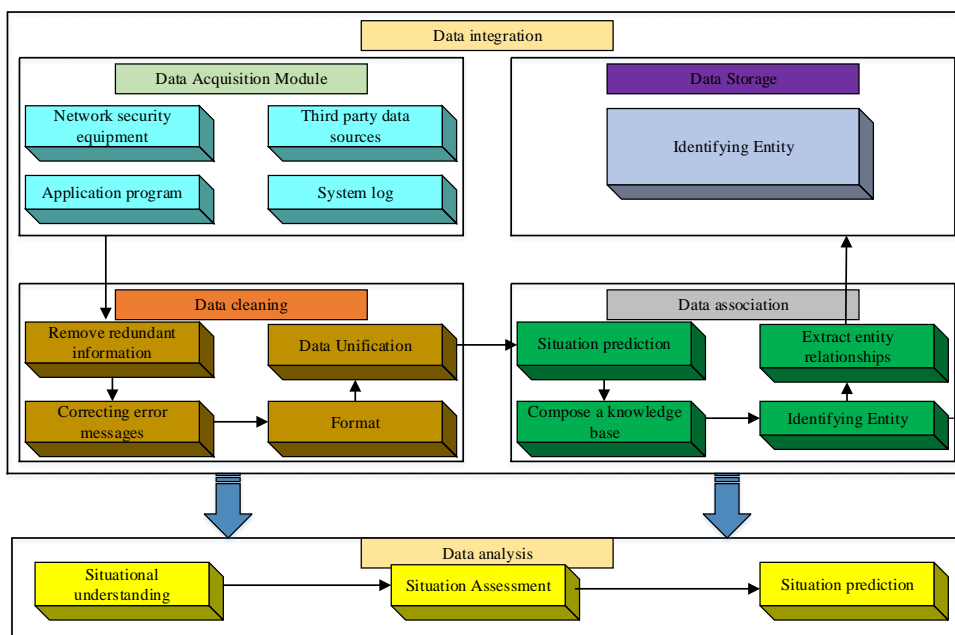 Data integration
Data Acquisition Module
Network security
equipment
Third party data
sources
Application program
System log
Data Storage
Identifying Entity
Data cleaning
Remove redundant
information
Data Unification
Correcting error
messages
Format
Data association
Situation prediction
Extract entity
relationships
Compose a knowledge
base
Identifying Entity
Data analysis
Situational
understanding
Situation Assessment
Situation prediction